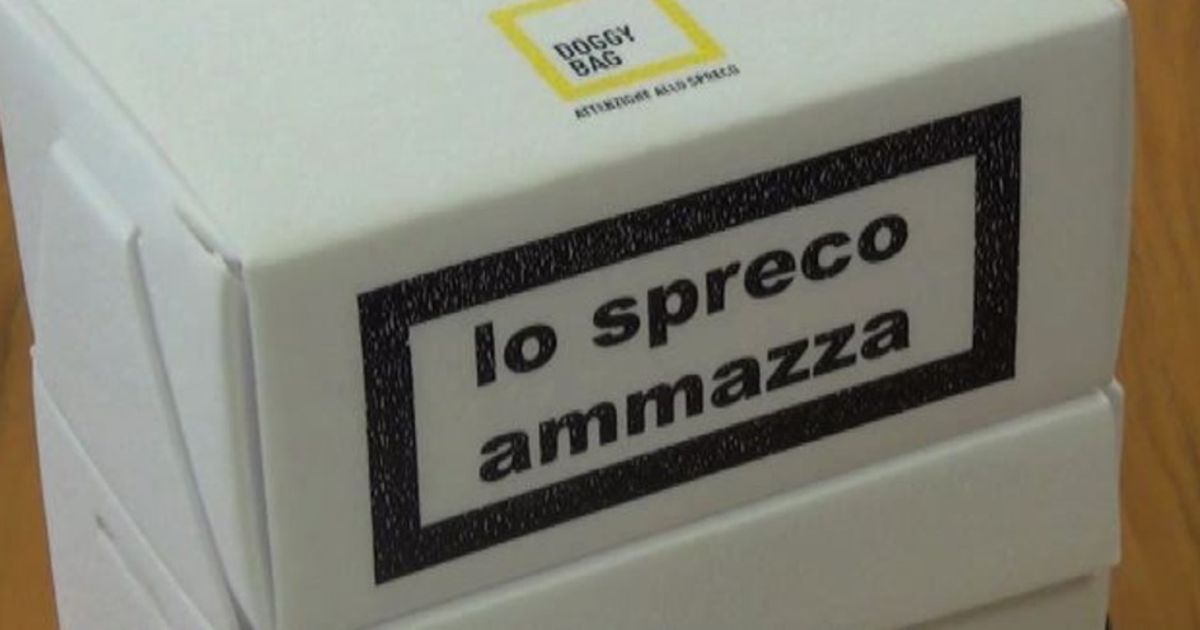 DOGGY
BAG
ATTENZIONE ALLO SPRECO
lo spreco
ammazza